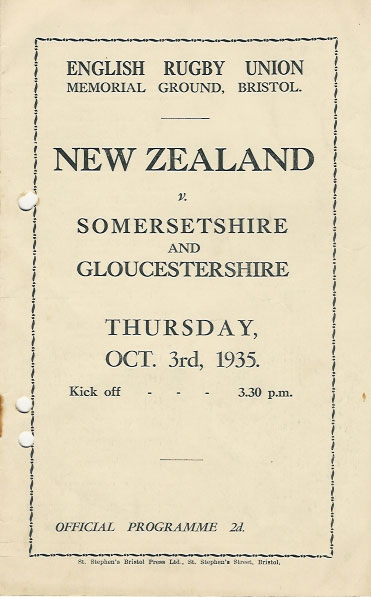 ENGLISH RUGBY UNION
MEMORIAL GROUND, BRISTOL.
NEW ZEALAND
v.
SOMERSETSHIRE
AND
GLOUCESTERSHIRE
THURSDAY,
OCT. 3rd, 1935.
Kick off - - - 3.30 p.m.
OFFICIAL PROGRAMME 2d.
St. Stephen's Bristol Press Ltd., St. Stephen's Street, Bristol.